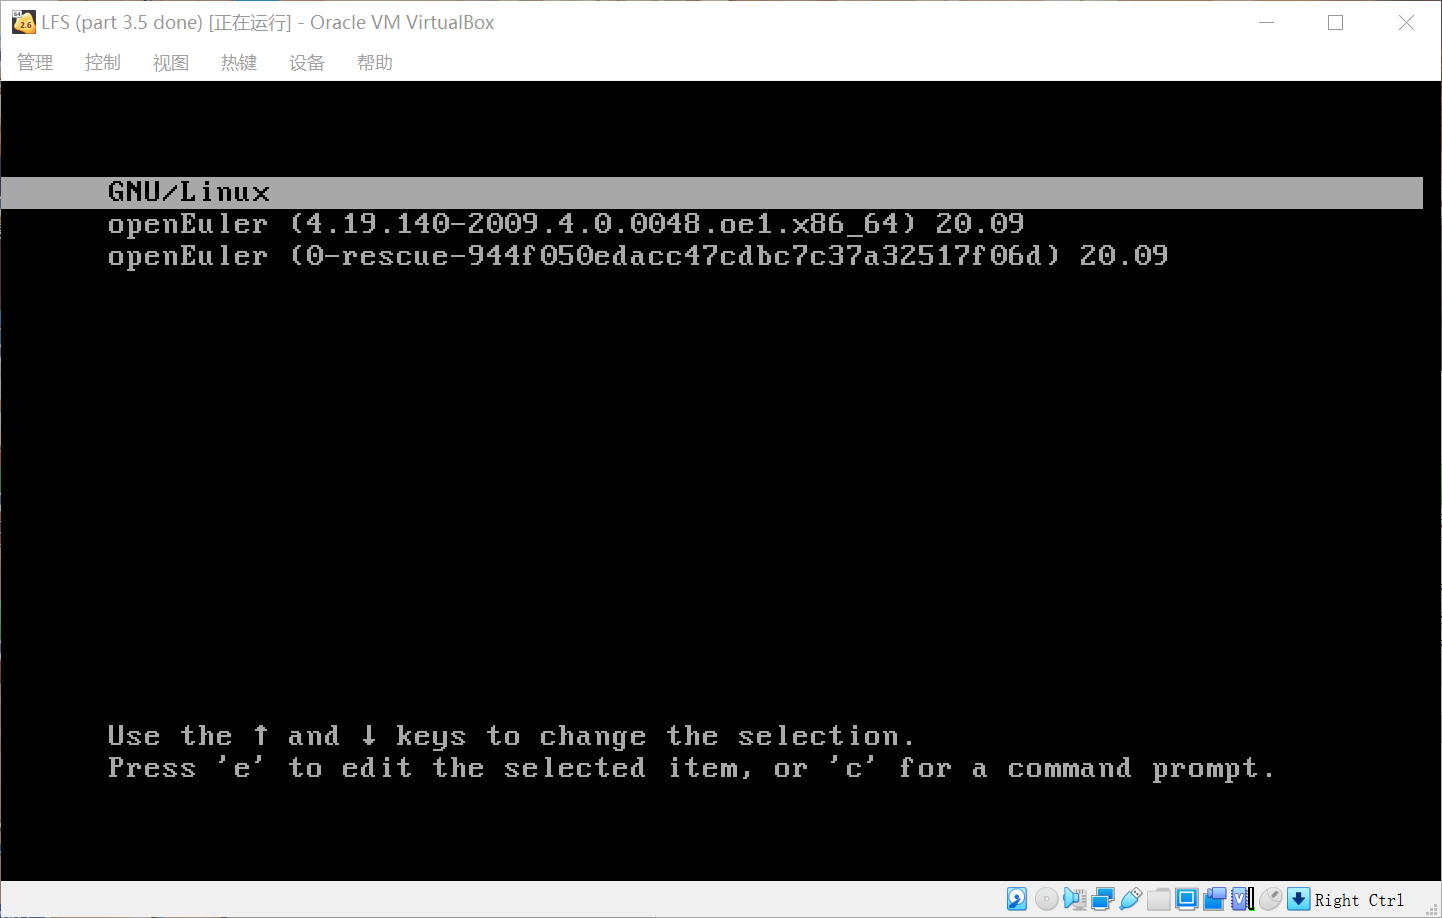 LFS (part 3.5 done) [正在运行] - Oracle VM VirtualBox
管理 控制 视图 热键 设备 帮助
GNU/Linux
openEuler (4.19.140-2009.4.0.0048.oe1.x86_64) 20.09
openEuler (0-rescue-944f050edacc47cdbc7c37a32517f06d) 20.09
Use the ↑ and ↓ keys to change the selection.
Press 'e' to edit the selected item, or 'c' for a command prompt.
Right Ctrl